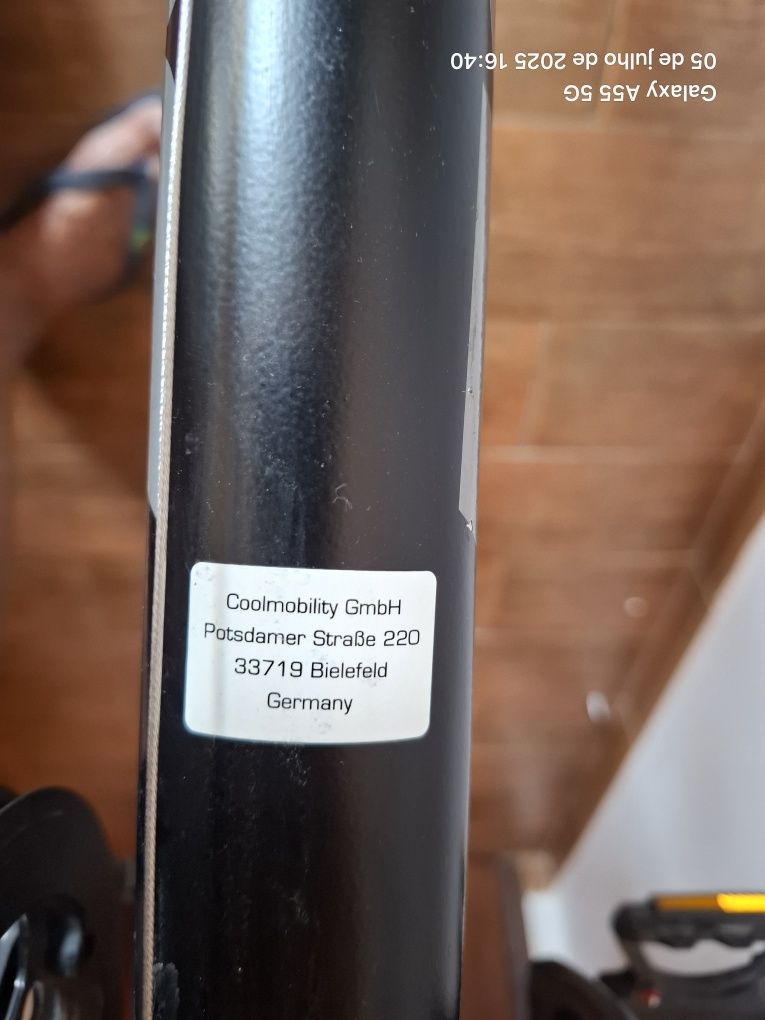 Galaxy A55 5G
05 de julho de 2025 16:40
Coolmobility GmbH
Potsdamer Straße 220
33719 Bielefeld
Germany